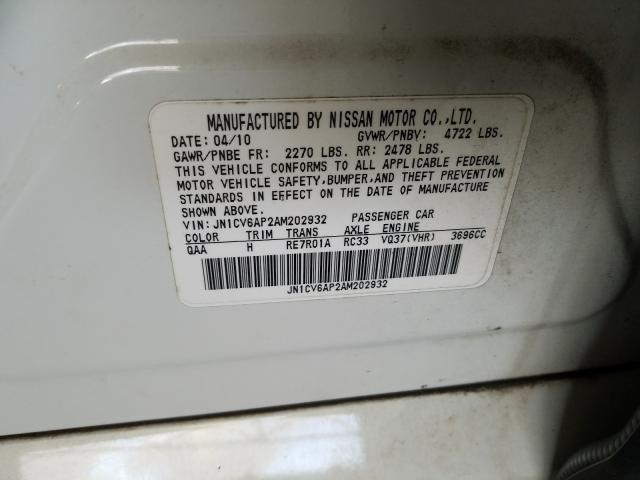 MANUFACTURED BY NISSAN MOTOR CO.,LTD.
DATE: 04/10 GVWR/PNBV: 4722 LBS.
GAWR/PNBE FR: 2270 LBS. RR: 2478 LBS.
THIS VEHICLE CONFORMS TO ALL APPLICABLE FEDERAL
MOTOR VEHICLE SAFETY,BUMPER,AND THEFT PREVENTION
STANDARDS IN EFFECT ON THE DATE OF MANUFACTURE
SHOWN ABOVE.
VIN: JN1CV6AP2AM202932 PASSENGER CAR
COLOR TRIM TRANS AXLE ENGINE
QAA H RE7R01A RC33 VQ37(VHR) 3696CC
JN1CV6AP2AM202932